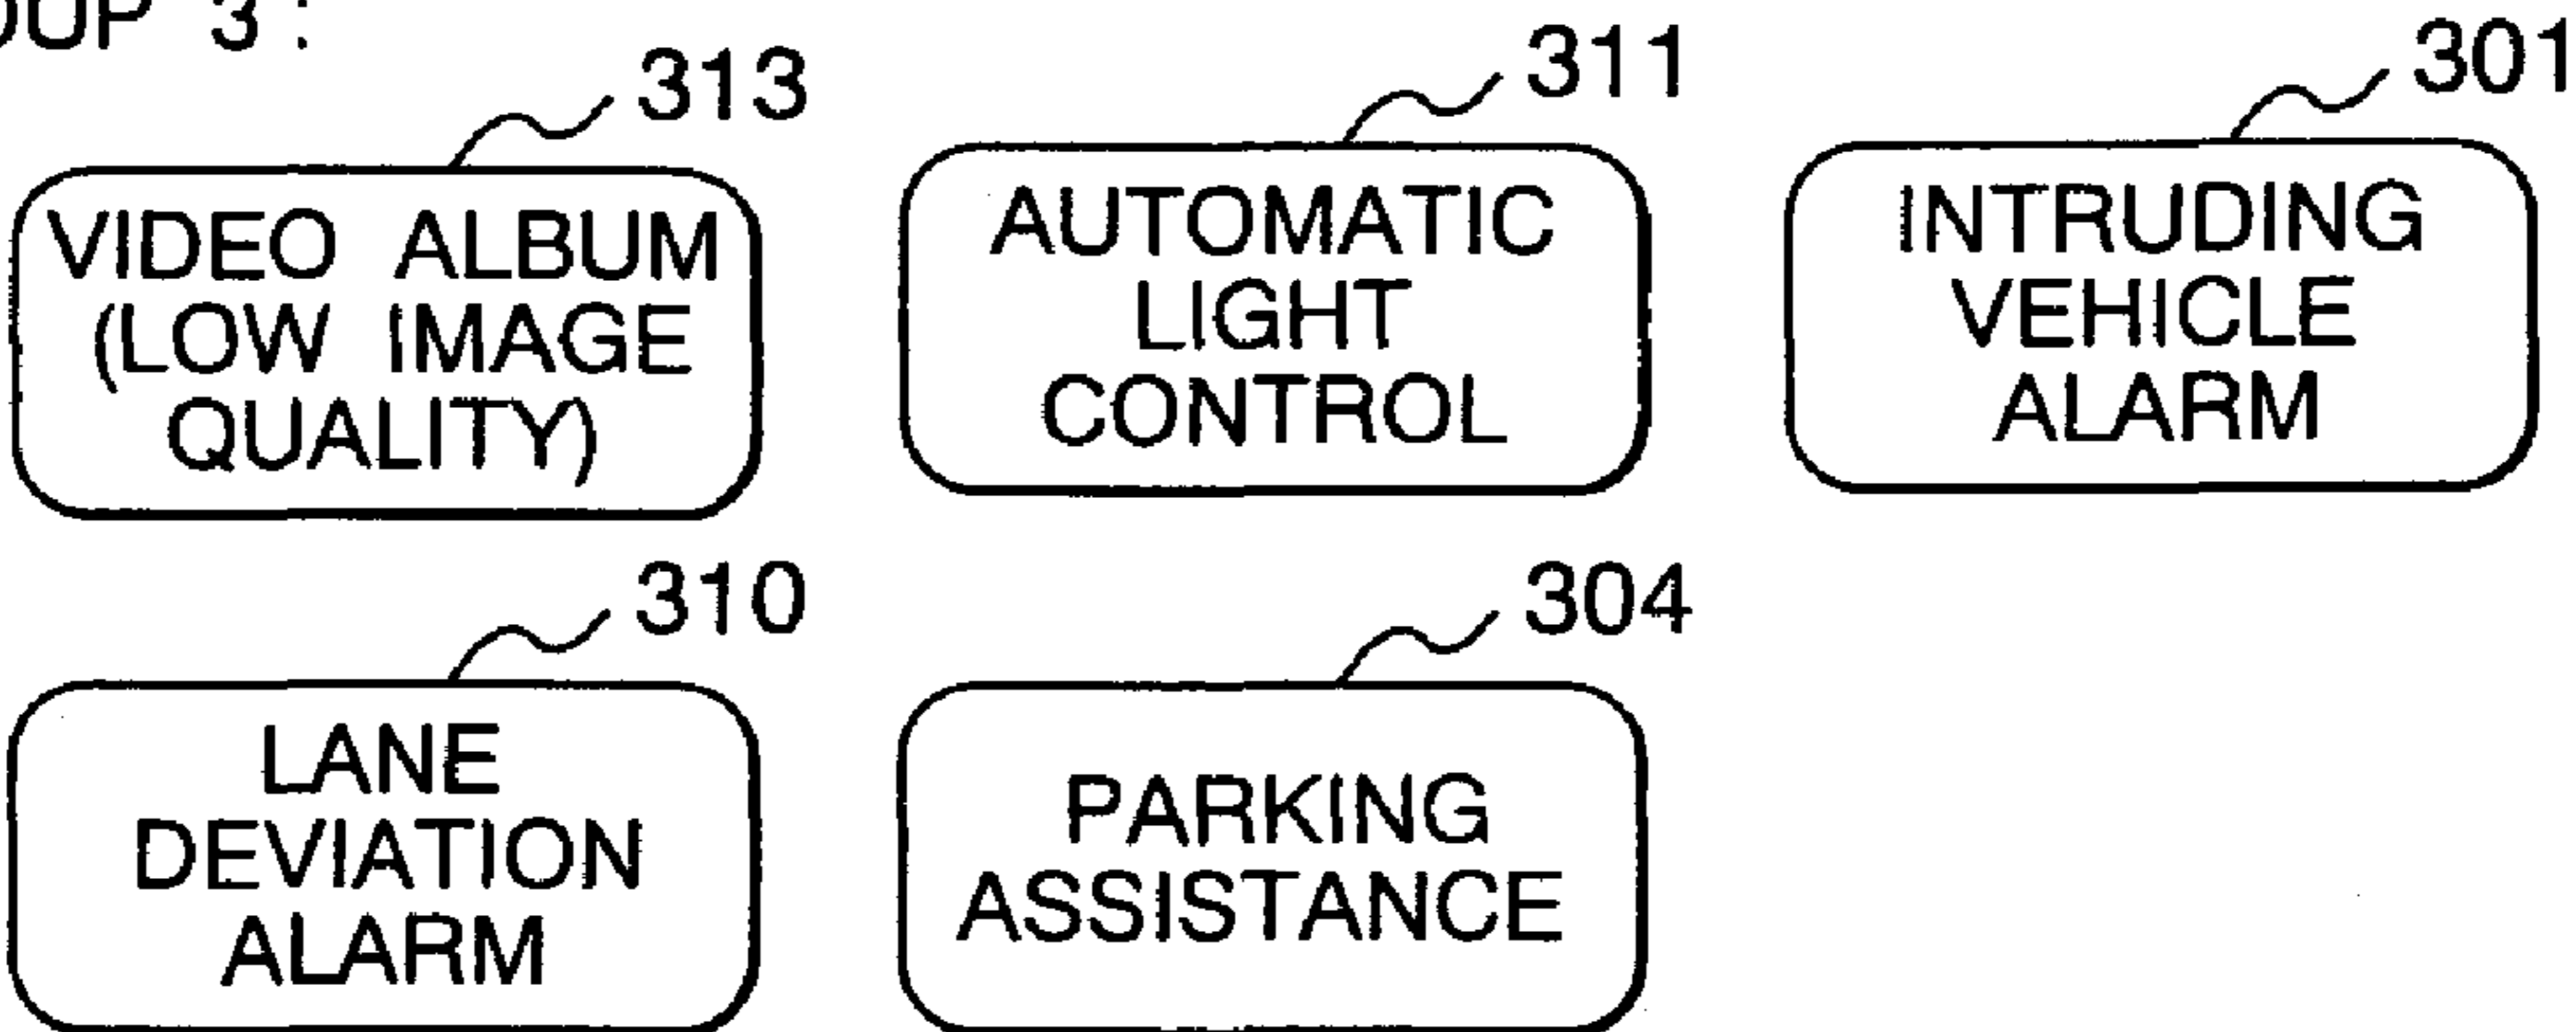 3 :
313
311
301
VIDEO ALBUM
(LOW IMAGE
QUALITY)
AUTOMATIC
LIGHT
CONTROL
INTRUDING
VEHICLE
ALARM
310
304
LANE
DEVIATION
ALARM
PARKING
ASSISTANCE